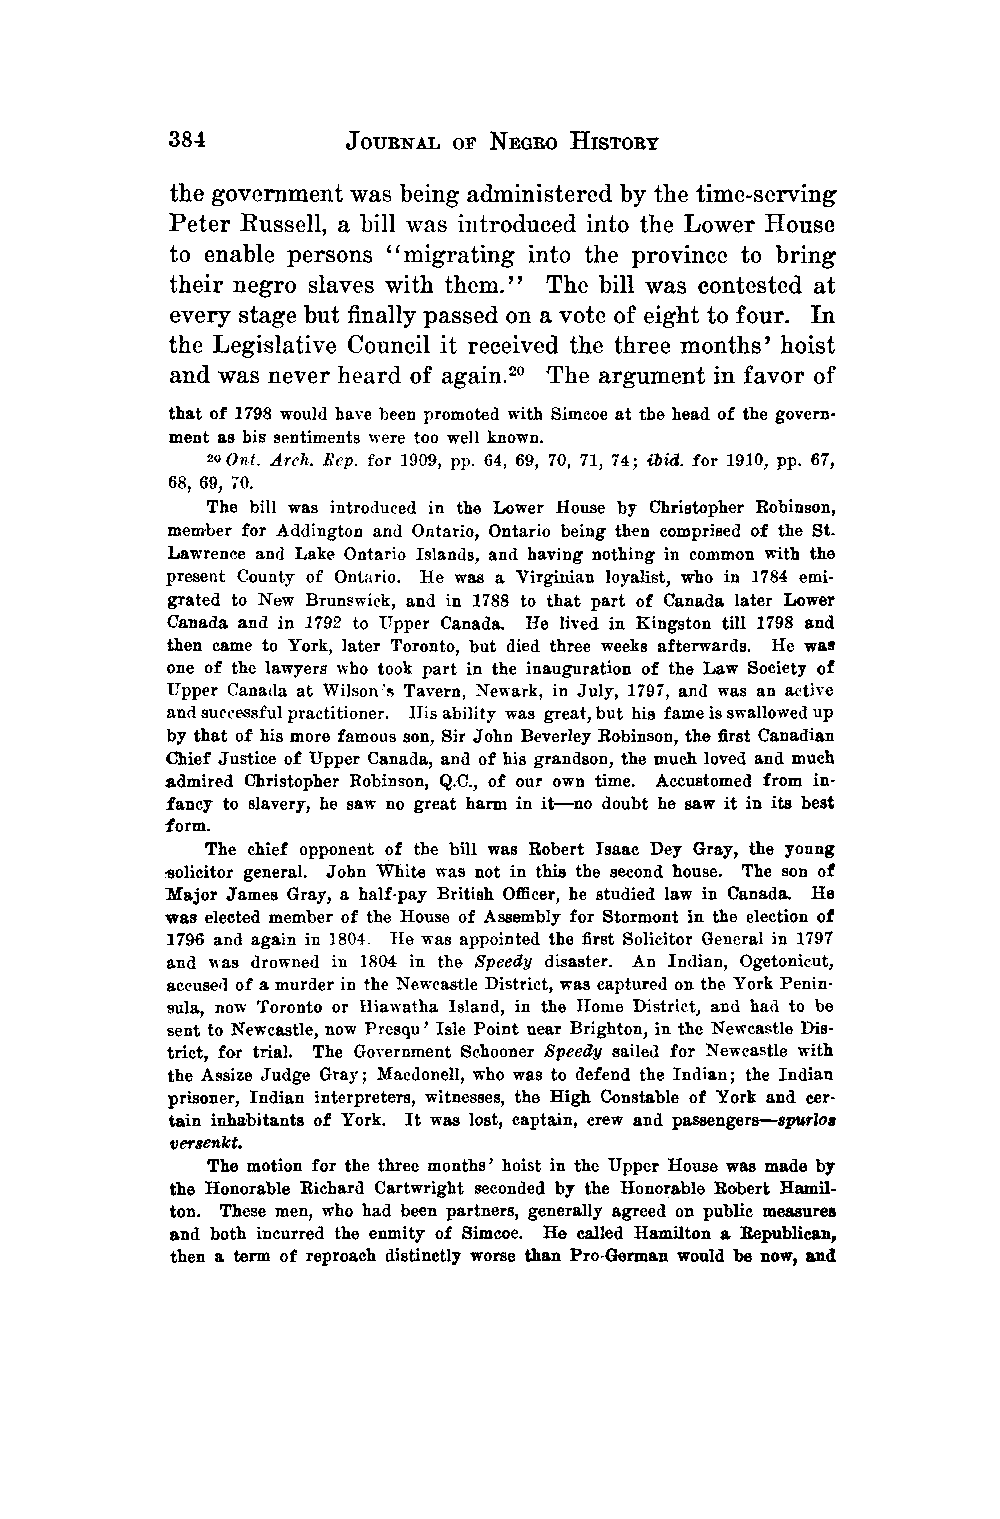 384 JOURNAL OF NEGRO HISTORY
the government was being administered by the time-serving
Peter Russell, a bill was introduced into the Lower House
to enable persons “migrating into the province to bring
their negro slaves with them.” The bill was contested at
every stage but finally passed on a vote of eight to four. In
the Legislative Council it received the three months’ hoist
and was never heard of again.20 The argument in favor of
that of 1798 would have been promoted with Simcoe at the head of the govern-
ment as his sentiments were too well known.
20 Ont. Arch. Rep. for 1909, pp. 64, 69, 70, 71, 74; ibid. for 1910, pp. 67,
68, 69, 70.
The bill was introduced in the Lower House by Christopher Robinson,
member for Addington and Ontario, Ontario being then comprised of the St.
Lawrence and Lake Ontario Islands, and having nothing in common with the
present County of Ontario. He was a Virginian loyalist, who in 1784 emi-
grated to New Brunswick, and in 1788 to that part of Canada later Lower
Canada and in 1792 to Upper Canada. He lived in Kingston till 1798 and
then came to York, later Toronto, but died three weeks afterwards. He was
one of the lawyers who took part in the inauguration of the Law Society of
Upper Canada at Wilson's Tavern, Newark, in July, 1797, and was an active
and successful practitioner. His ability was great, but his fame is swallowed up
by that of his more famous son, Sir John Beverley Robinson, the first Canadian
Chief Justice of Upper Canada, and of his grandson, the much loved and much
admired Christopher Robinson, Q.C., of our own time. Accustomed from in-
fancy to slavery, he saw no great harm in it—no doubt he saw it in its best
form.
The chief opponent of the bill was Robert Isaac Dey Gray, the young
solicitor general. John White was not in this the second house. The son of
Major James Gray, a half-pay British Officer, he studied law in Canada. He
was elected member of the House of Assembly for Stormont in the election of
1796 and again in 1804. He was appointed the first Solicitor General in 1797
and was drowned in 1804 in the Speedy disaster. An Indian, Ogetonicut,
accused of a murder in the Newcastle District, was captured on the York Penin-
sula, now Toronto or Hiawatha Island, in the Home District, and had to be
sent to Newcastle, now Presqu’ Isle Point near Brighton, in the Newcastle Dis-
trict, for trial. The Government Schooner Speedy sailed for Newcastle with
the Assize Judge Gray; Macdonell, who was to defend the Indian; the Indian
prisoner, Indian interpreters, witnesses, the High Constable of York and cer-
tain inhabitants of York. It was lost, captain, crew and passengers—spurlos
versenkt.
The motion for the three months’ hoist in the Upper House was made by
the Honorable Richard Cartwright seconded by the Honorable Robert Hamil-
ton. These men, who had been partners, generally agreed on public measures
and both incurred the enmity of Simcoe. He called Hamilton a Republican,
then a term of reproach distinctly worse than Pro-German would be now, and